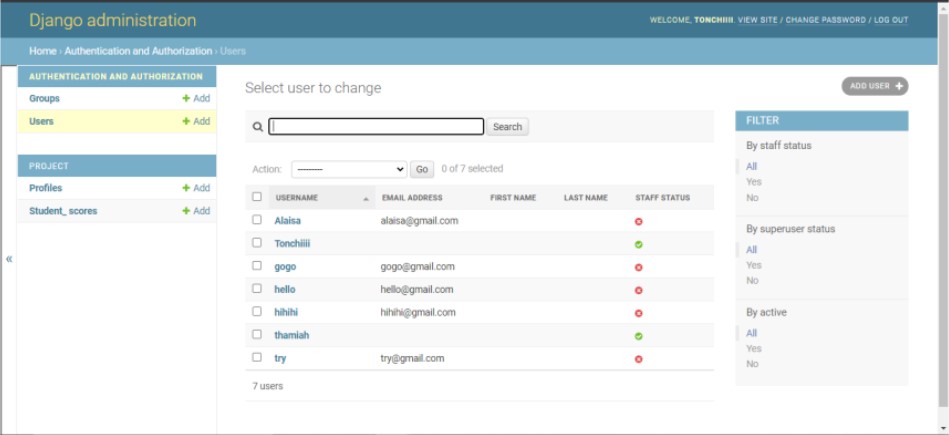 Django administration
WELCOME, TONCHIIII. VIEW SITE / CHANGE PASSWORD / LOG OUT
Home › Authentication and Authorization › Users
AUTHENTICATION AND AUTHORIZATION
Groups + Add
Users + Add
PROJECT
Profiles + Add
Student_ scores + Add
«
Select user to change
ADD USER +
Search
Action: --------- Go 0 of 7 selected
USERNAME EMAIL ADDRESS FIRST NAME LAST NAME STAFF STATUS
Alaisa alaisa@gmail.com
Tonchiiii
gogo gogo@gmail.com
hello hello@gmail.com
hihihi hihihi@gmail.com
thamiah
try try@gmail.com
7 users
FILTER
By staff status
All
Yes
No
By superuser status
All
Yes
No
By active
All
Yes
No